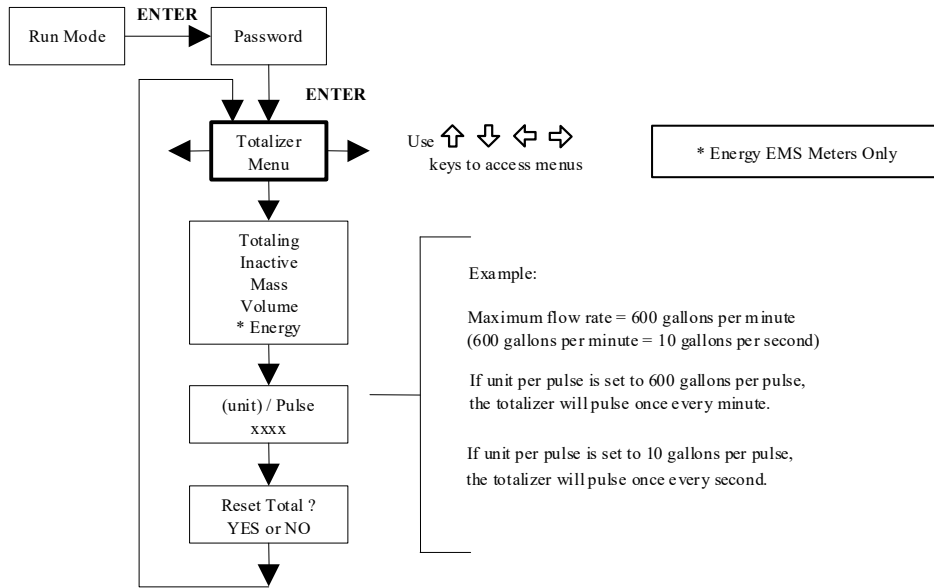 ENTER
Run Mode
Password
ENTER
Totalizer
Menu
Use
keys to access menus
* Energy EMS Meters Only
Totaling
Inactive
Mass
Volume
* Energy
(unit) / Pulse
xxxx
Reset Total ?
YES or NO
Example:
Maximum flow rate = 600 gallons per minute
(600 gallons per minute = 10 gallons per second)
If unit per pulse is set to 600 gallons per pulse,
the totalizer will pulse once every minute.
If unit per pulse is set to 10 gallons per pulse,
the totalizer will pulse once every second.